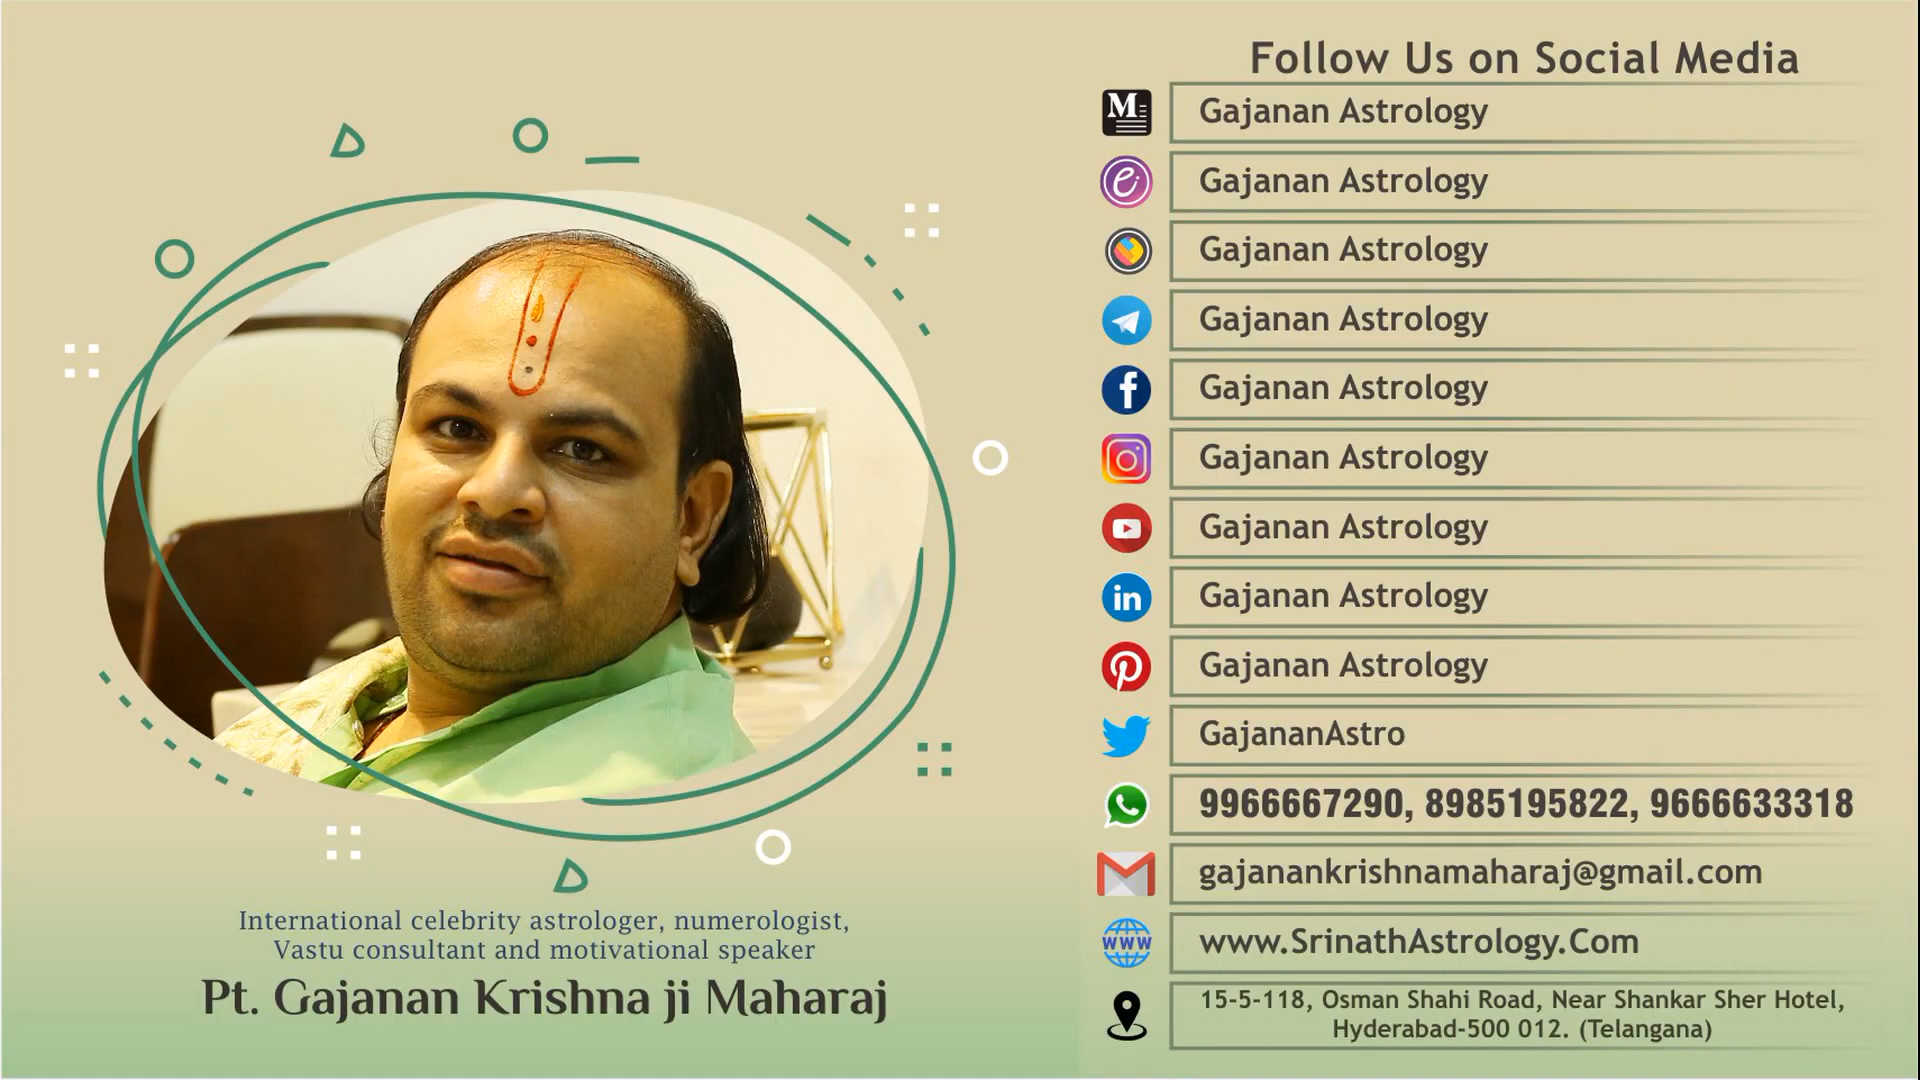 Follow Us on Social Media
Gajanan Astrology
Gajanan Astrology
Gajanan Astrology
Gajanan Astrology
Gajanan Astrology
Gajanan Astrology
Gajanan Astrology
Gajanan Astrology
Gajanan Astrology
GajananAstro
9966667290, 8985195822, 9666633318
gajanankrishnamaharaj@gmail.com
www.SrinathAstrology.Com
15-5-118, Osman Shahi Road, Near Shankar Sher Hotel,
Hyderabad-500 012. (Telangana)
International celebrity astrologer, numerologist,
Vastu consultant and motivational speaker
Pt. Gajanan Krishna ji Maharaj